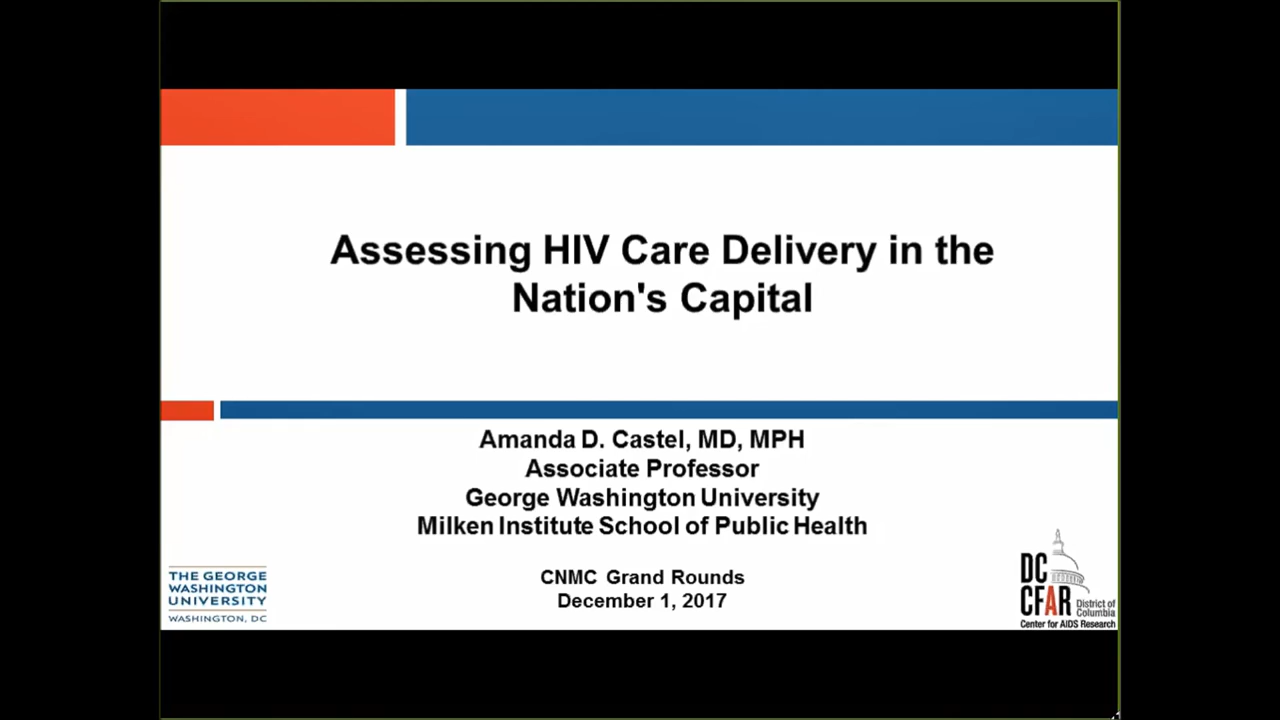 Assessing HIV Care Delivery in the
Nation's Capital
Amanda D. Castel, MD, MPH
Associate Professor
George Washington University
Milken Institute School of Public Health
CNMC Grand Rounds
December 1, 2017
THE GEORGE
WASHINGTON
UNIVERSITY
WASHINGTON, DC
DC
CFAR
District of
Columbia
Center for AIDS Research